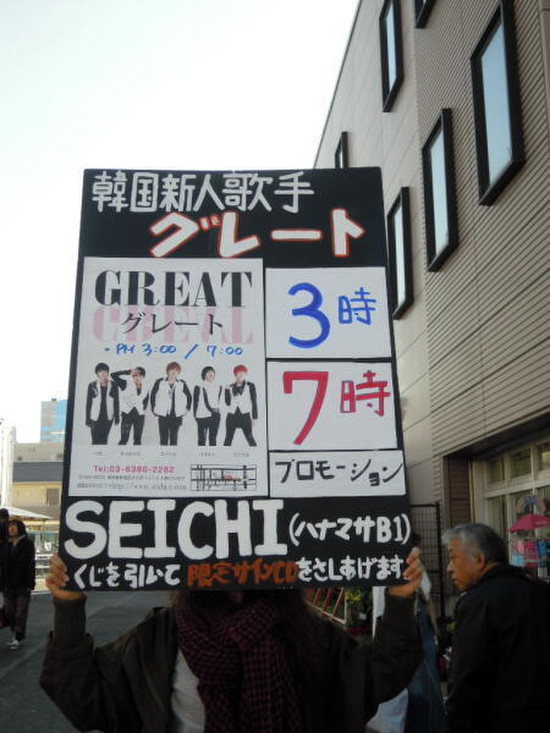 韓国新人歌手
グレート
GREAT
グレート
PM 3:00 / 7:00
Tel:03-6380-2282
3時
7時
プロモーション
SEICHI (ハナマサB1)
くじを引いて 限定サインCDをさしあげます。